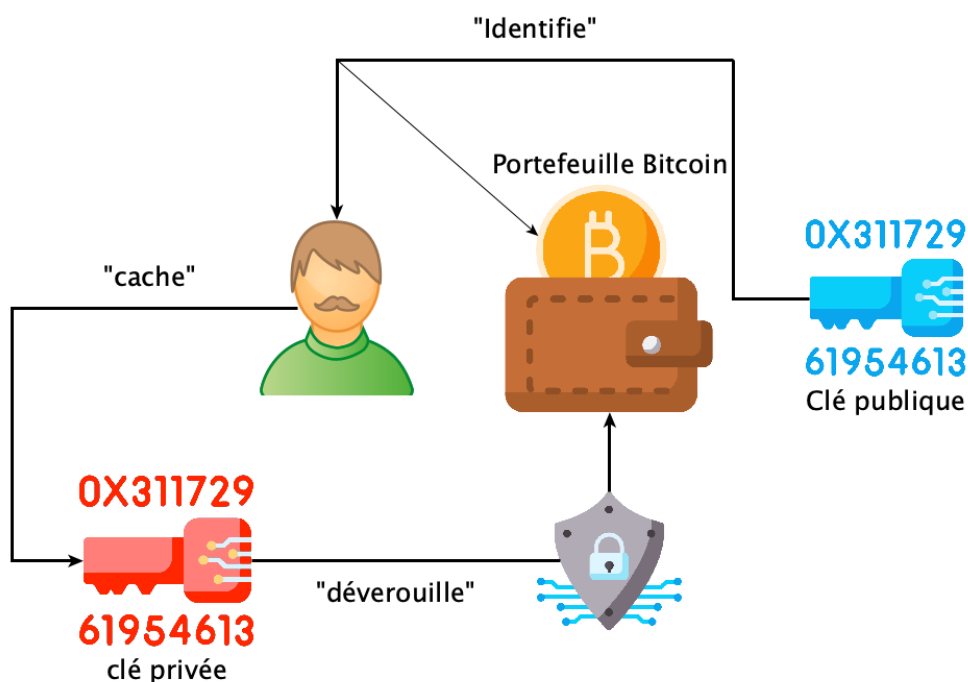 "Identifie"
Portefeuille Bitcoin
0X311729
"cache"
61954613
Clé publique
0X311729
"déverouille"
61954613
clé privée